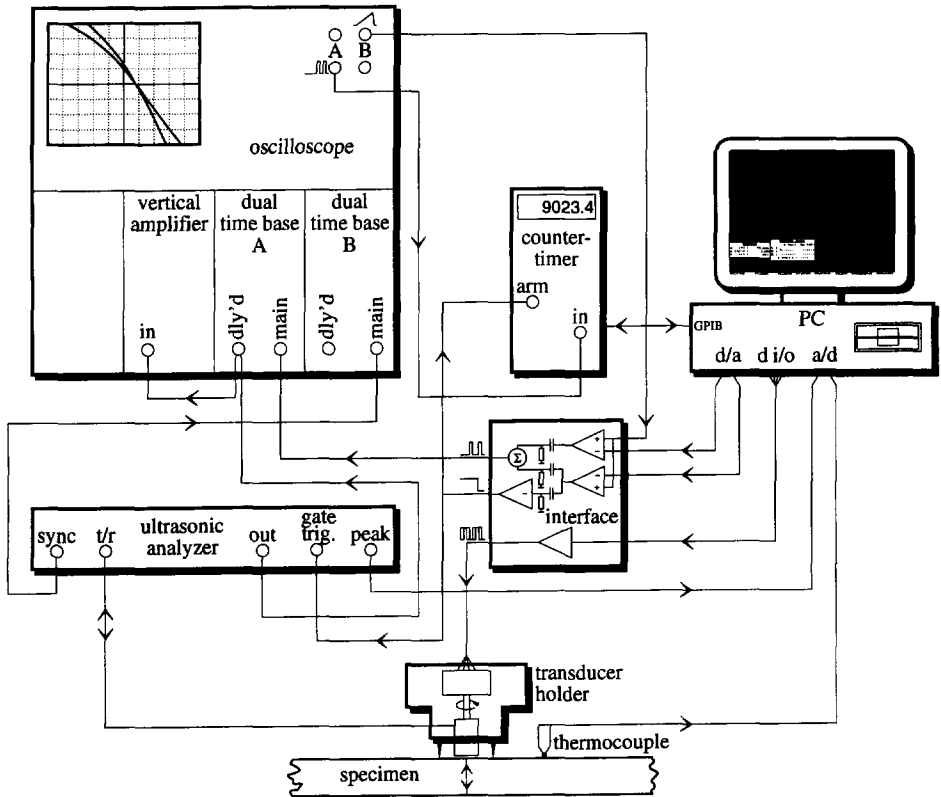 A B
oscilloscope
vertical
amplifier
dual
time base
A
dual
time base
B
in
dly'd
main
dly'd
main
9023.4
counter-
timer
arm
in
GPIB
PC
d/a d i/o a/d
Σ
+
-
-
+
-
interface
sync t/r
ultrasonic
analyzer
out
gate
trig.
peak
transducer
holder
thermocouple
specimen